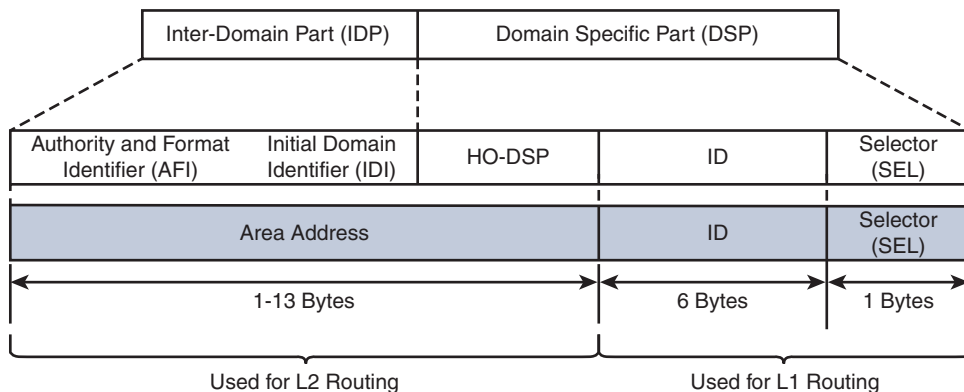 Inter-Domain Part (IDP)
Domain Specific Part (DSP)
Authority and Format
Identifier (AFI)
Initial Domain
Identifier (IDI)
HO-DSP
ID
Selector
(SEL)
Area Address
ID
Selector
(SEL)
1-13 Bytes
6 Bytes
1 Bytes
Used for L2 Routing
Used for L1 Routing